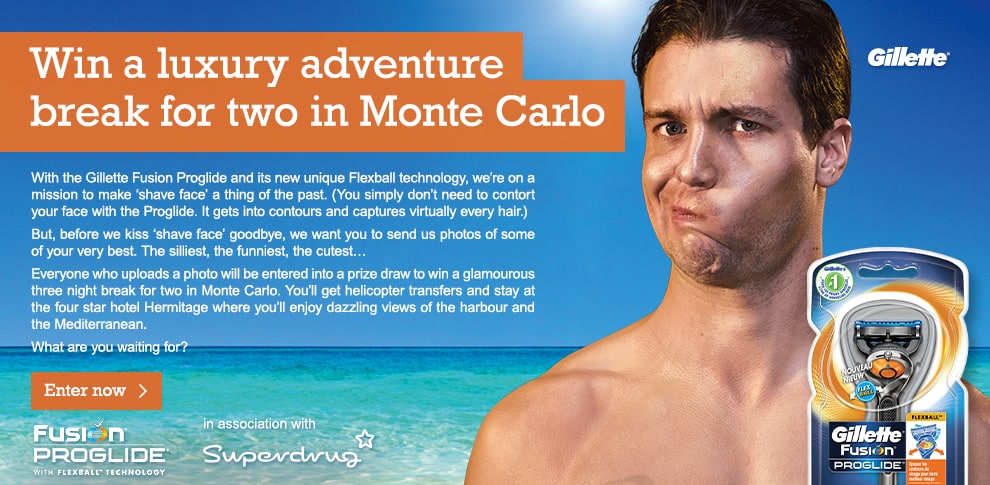 Win a luxury adventure
break for two in Monte Carlo
Gillette®
With the Gillette Fusion Proglide and its new unique Flexball technology, we're on a
mission to make 'shave face' a thing of the past. (You simply don't need to contort
your face with the Proglide. It gets into contours and captures virtually every hair.)
But, before we kiss 'shave face' goodbye, we want you to send us photos of some
of your very best. The silliest, the funniest, the cutest…
Everyone who uploads a photo will be entered into a prize draw to win a glamourous
three night break for two in Monte Carlo. You'll get helicopter transfers and stay at
the four star hotel Hermitage where you'll enjoy dazzling views of the harbour and
the Mediterranean.
What are you waiting for?
Enter now
FUSION
PROGLIDE™
WITH FLEXBALL™ TECHNOLOGY
in association with
Superdrug
Gillette
#1
NOUVEAU
NIEUW
FLEX
BALL
FLEXBALL™
Gillette
FUSION
PROGLIDE